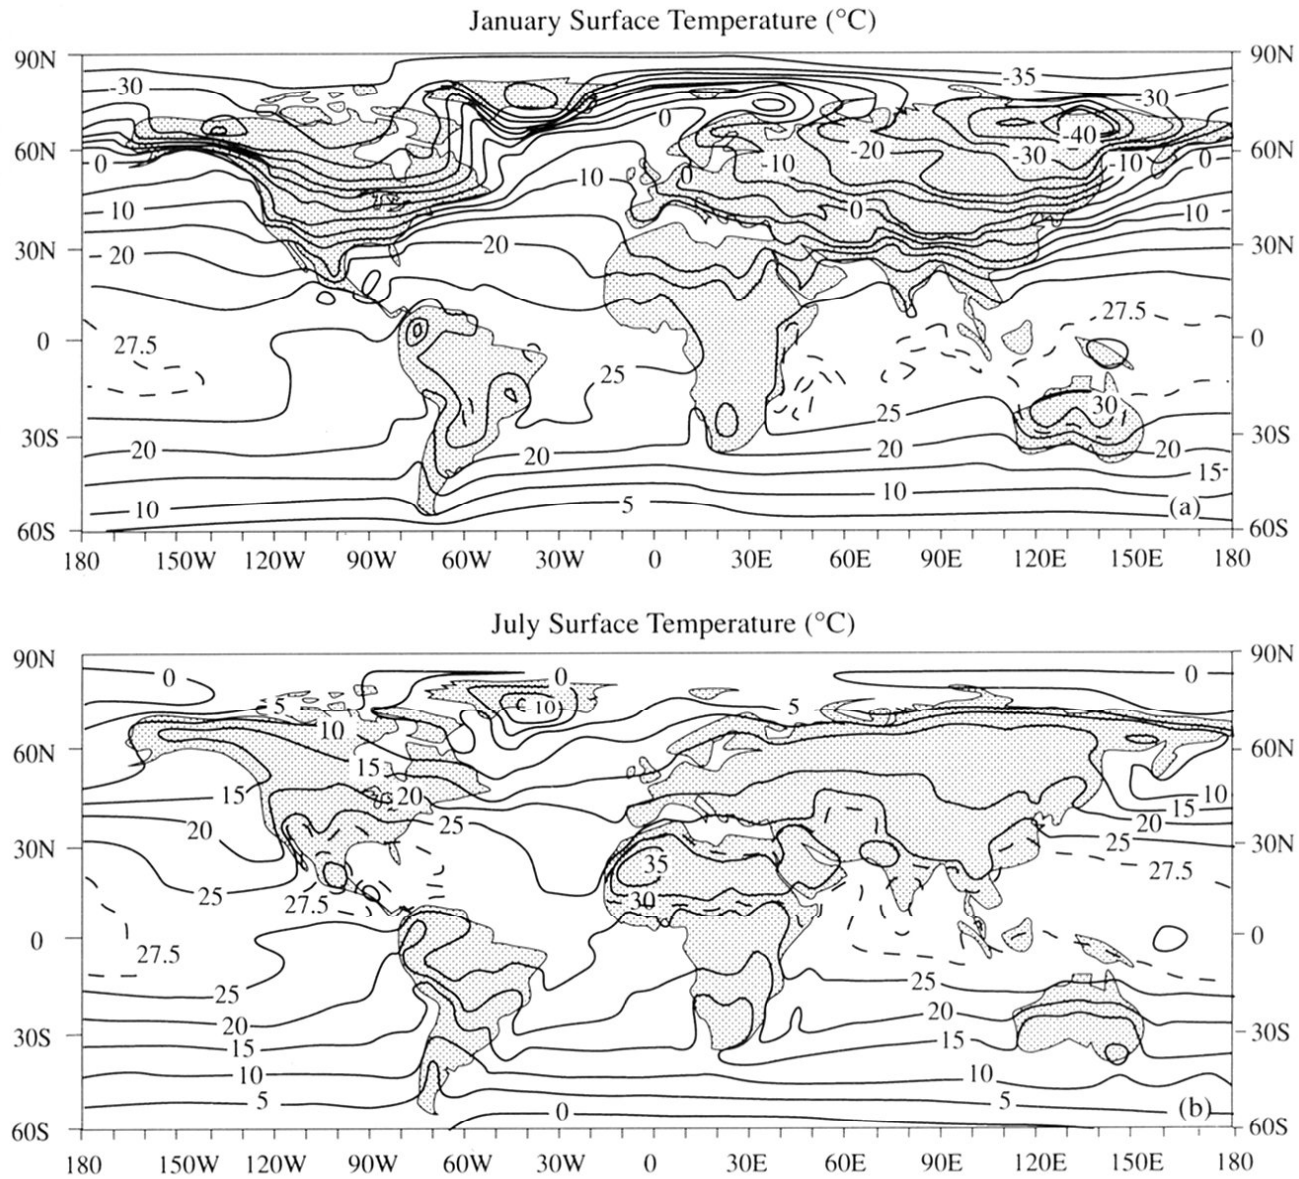 January Surface Temperature (°C)
90N 90N
-30 -35 -30
0 -40
60N -10 -20 -30 -10 0 60N
0 10 0
10 0 10
30N 20 20 30N
27.5
0 27.5 0
25
25 30
30S 20 20 20 20 30S
15
10 10 5 (a)
60S 60S
180 150W 120W 90W 60W 30W 0 30E 60E 90E 120E 150E 180
July Surface Temperature (°C)
90N 90N
0 0 0
5 10 5
10
60N 60N
15
15 20 10
15
20 25 20
25
30N 30N
35 27.5
25 30
27.5
0 0
27.5
25 25
20 20
30S 30S
15 15
10 10
5 5
0 (b)
60S 60S
180 150W 120W 90W 60W 30W 0 30E 60E 90E 120E 150E 180